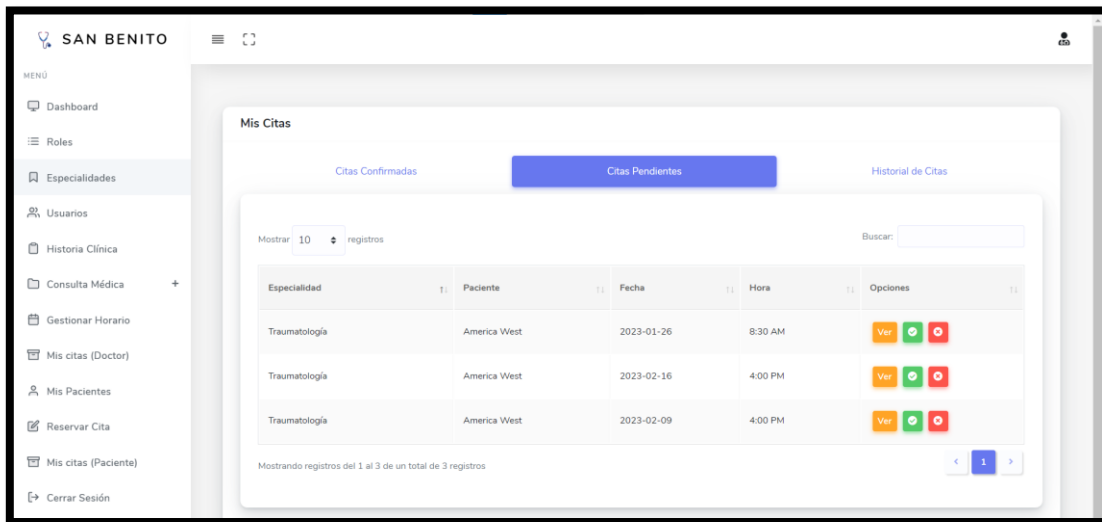 SAN BENITO
MENÚ
Dashboard
Roles
Especialidades
Usuarios
Historia Clínica
Consulta Médica +
Gestionar Horario
Mis citas (Doctor)
Mis Pacientes
Reservar Cita
Mis citas (Paciente)
Cerrar Sesión
Mis Citas
Citas Confirmadas Citas Pendientes Historial de Citas
Mostrar 10 registros Buscar:
Especialidad Paciente Fecha Hora Opciones
Traumatología America West 2023-01-26 8:30 AM Ver
Traumatología America West 2023-02-16 4:00 PM Ver
Traumatología America West 2023-02-09 4:00 PM Ver
Mostrando registros del 1 al 3 de un total de 3 registros < 1 >